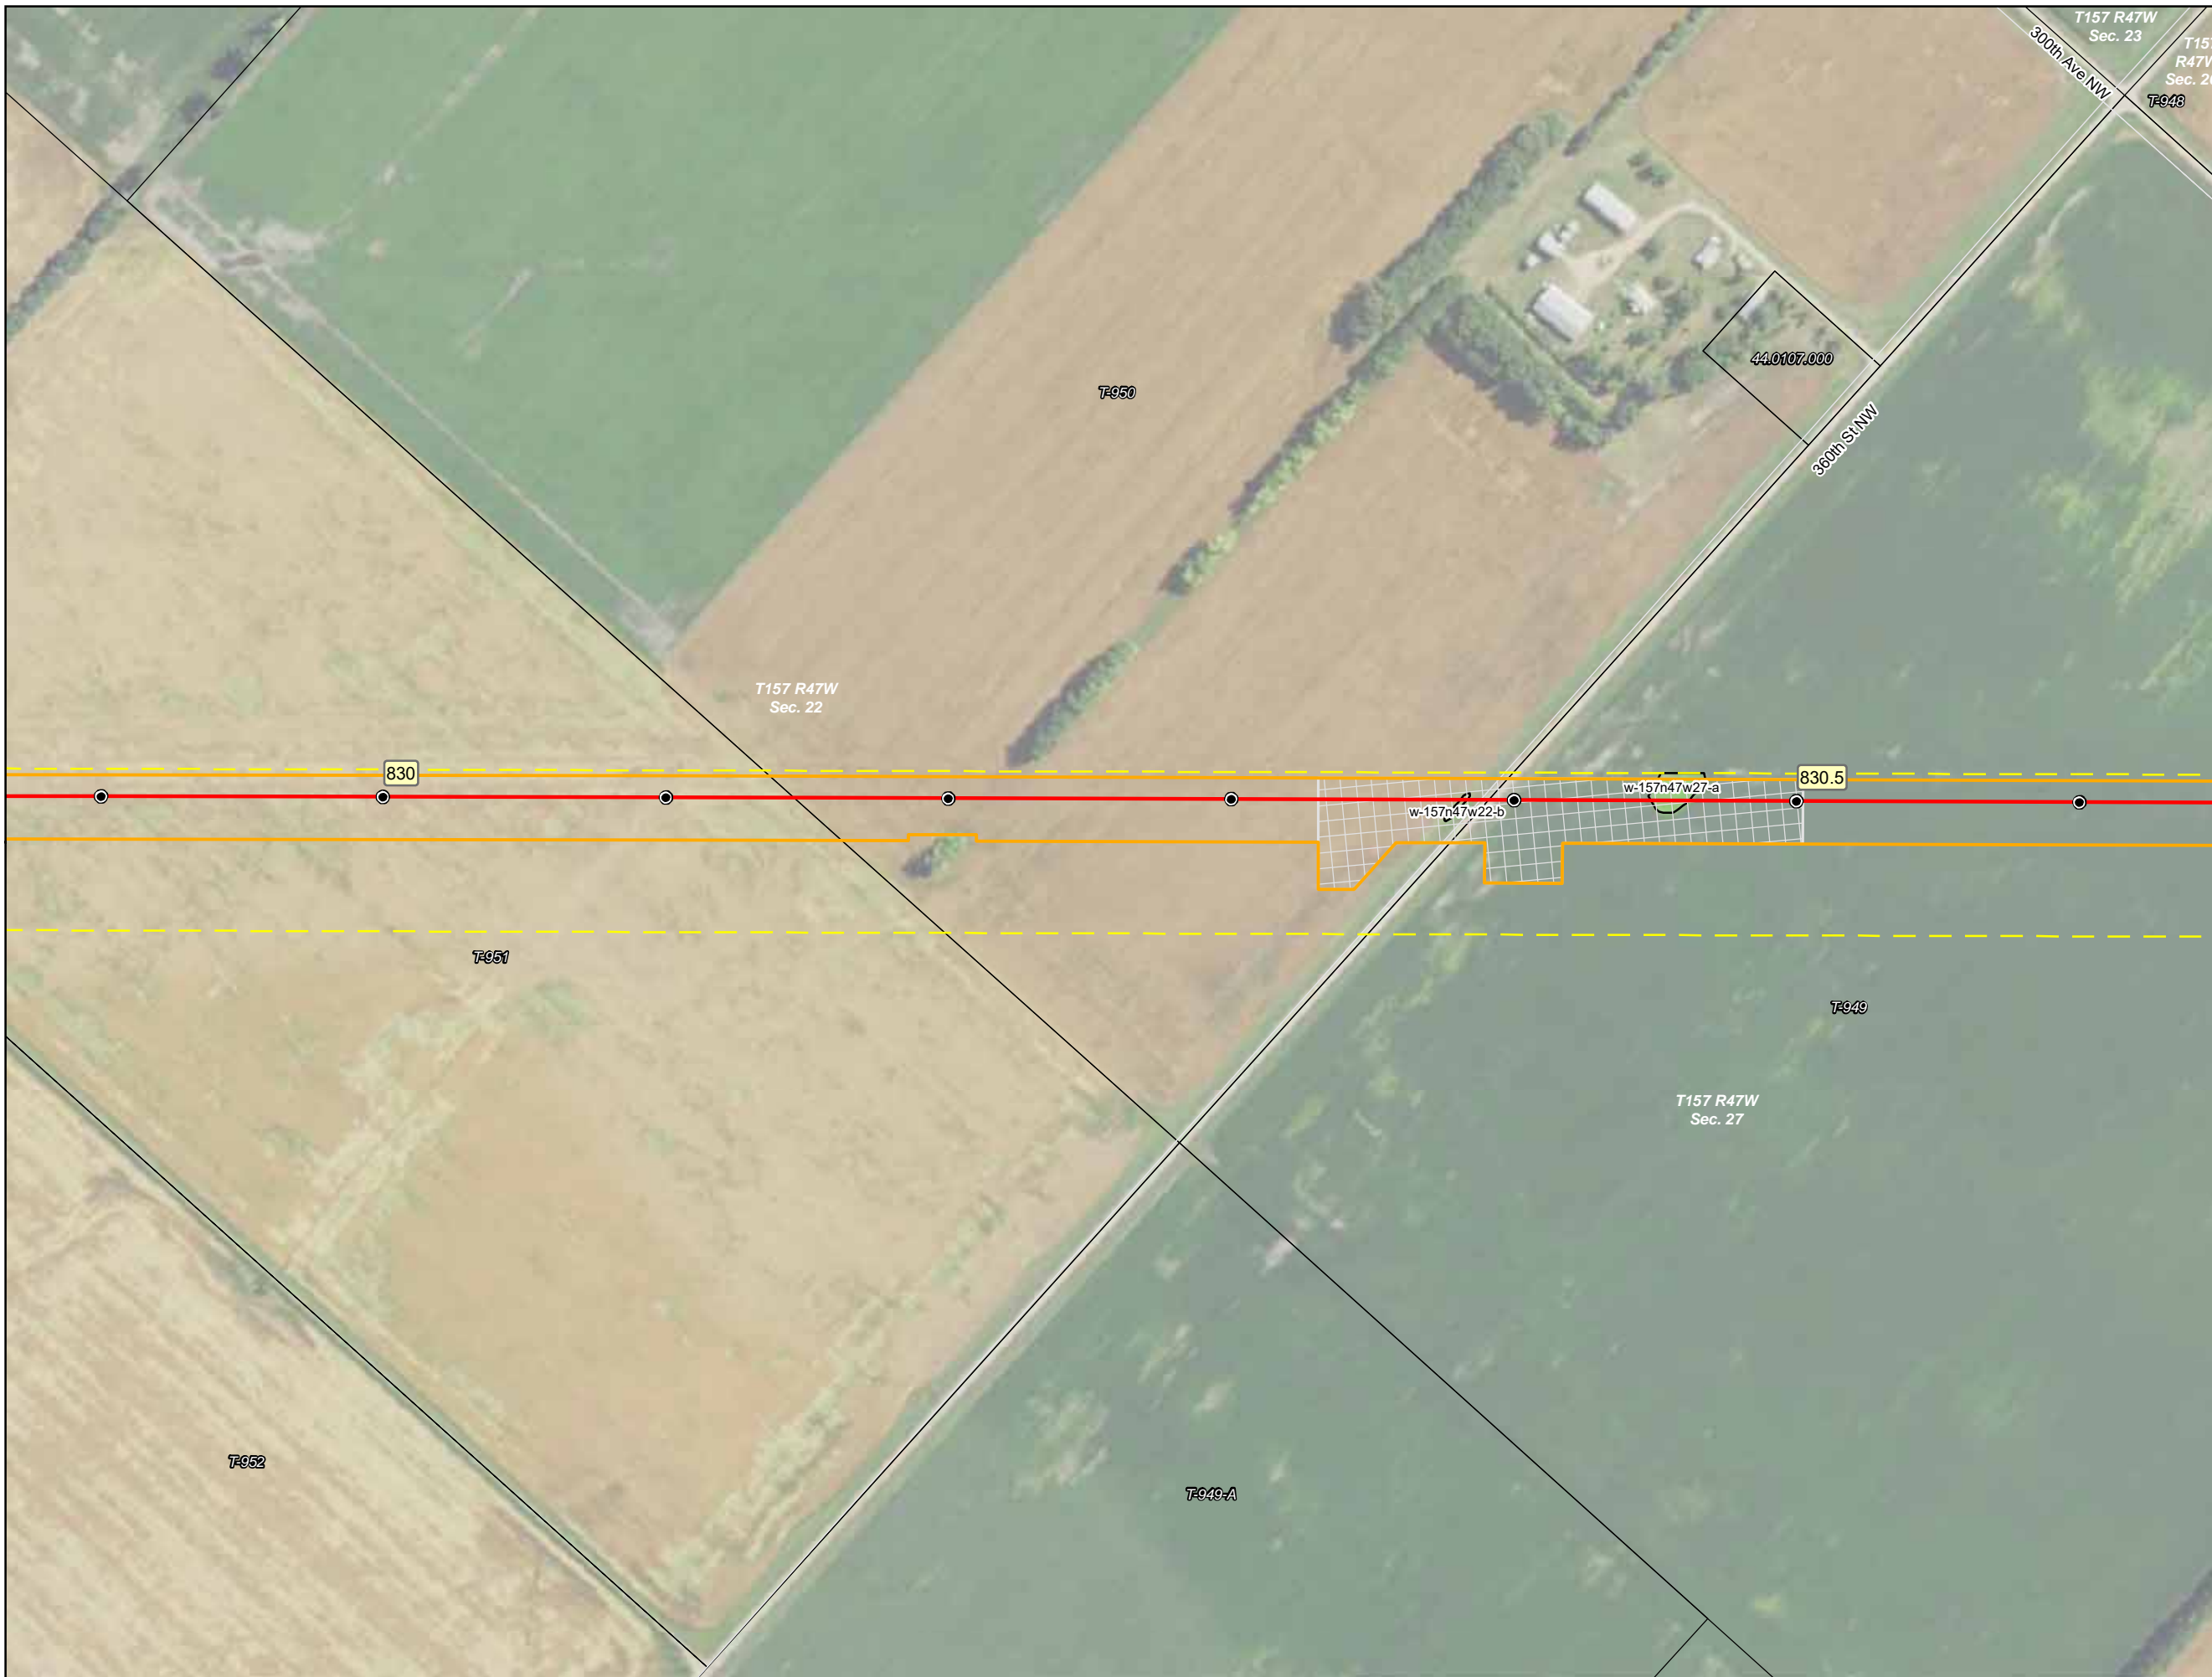 T157 R47W
Sec. 23
300th Ave NW
R47W
T-948
44.0107.000
T-950
360th St NW
T157 R47W
Sec. 22
830
830.5
w-157n47w27-a
w-157n47w22-b
T-951
T-949
T157 R47W
Sec. 27
T-952
T-949-A